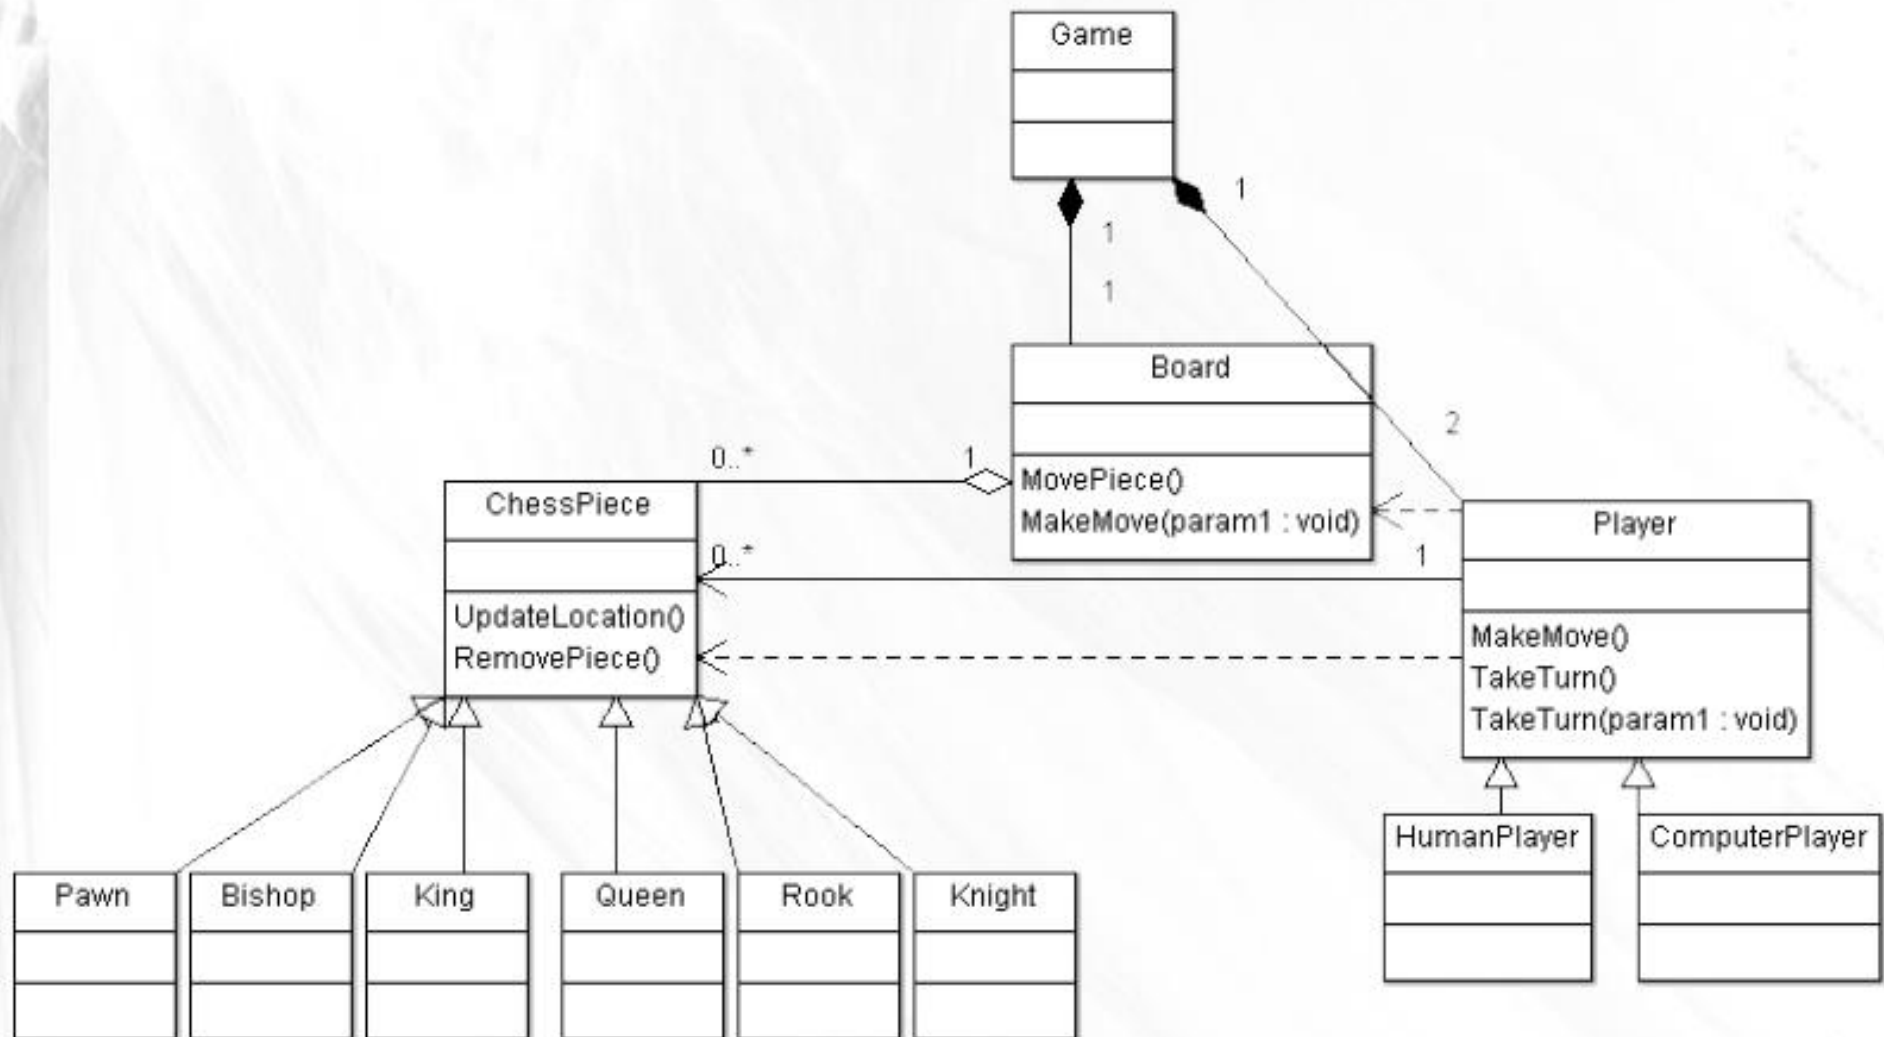 Game
1
1
1
Board
2
0..*
1
MovePiece()
MakeMove(param1 : void)
ChessPiece
Player
0..*
1
UpdateLocation()
RemovePiece()
MakeMove()
TakeTurn()
TakeTurn(param1 : void)
HumanPlayer
ComputerPlayer
Pawn
Bishop
King
Queen
Rook
Knight